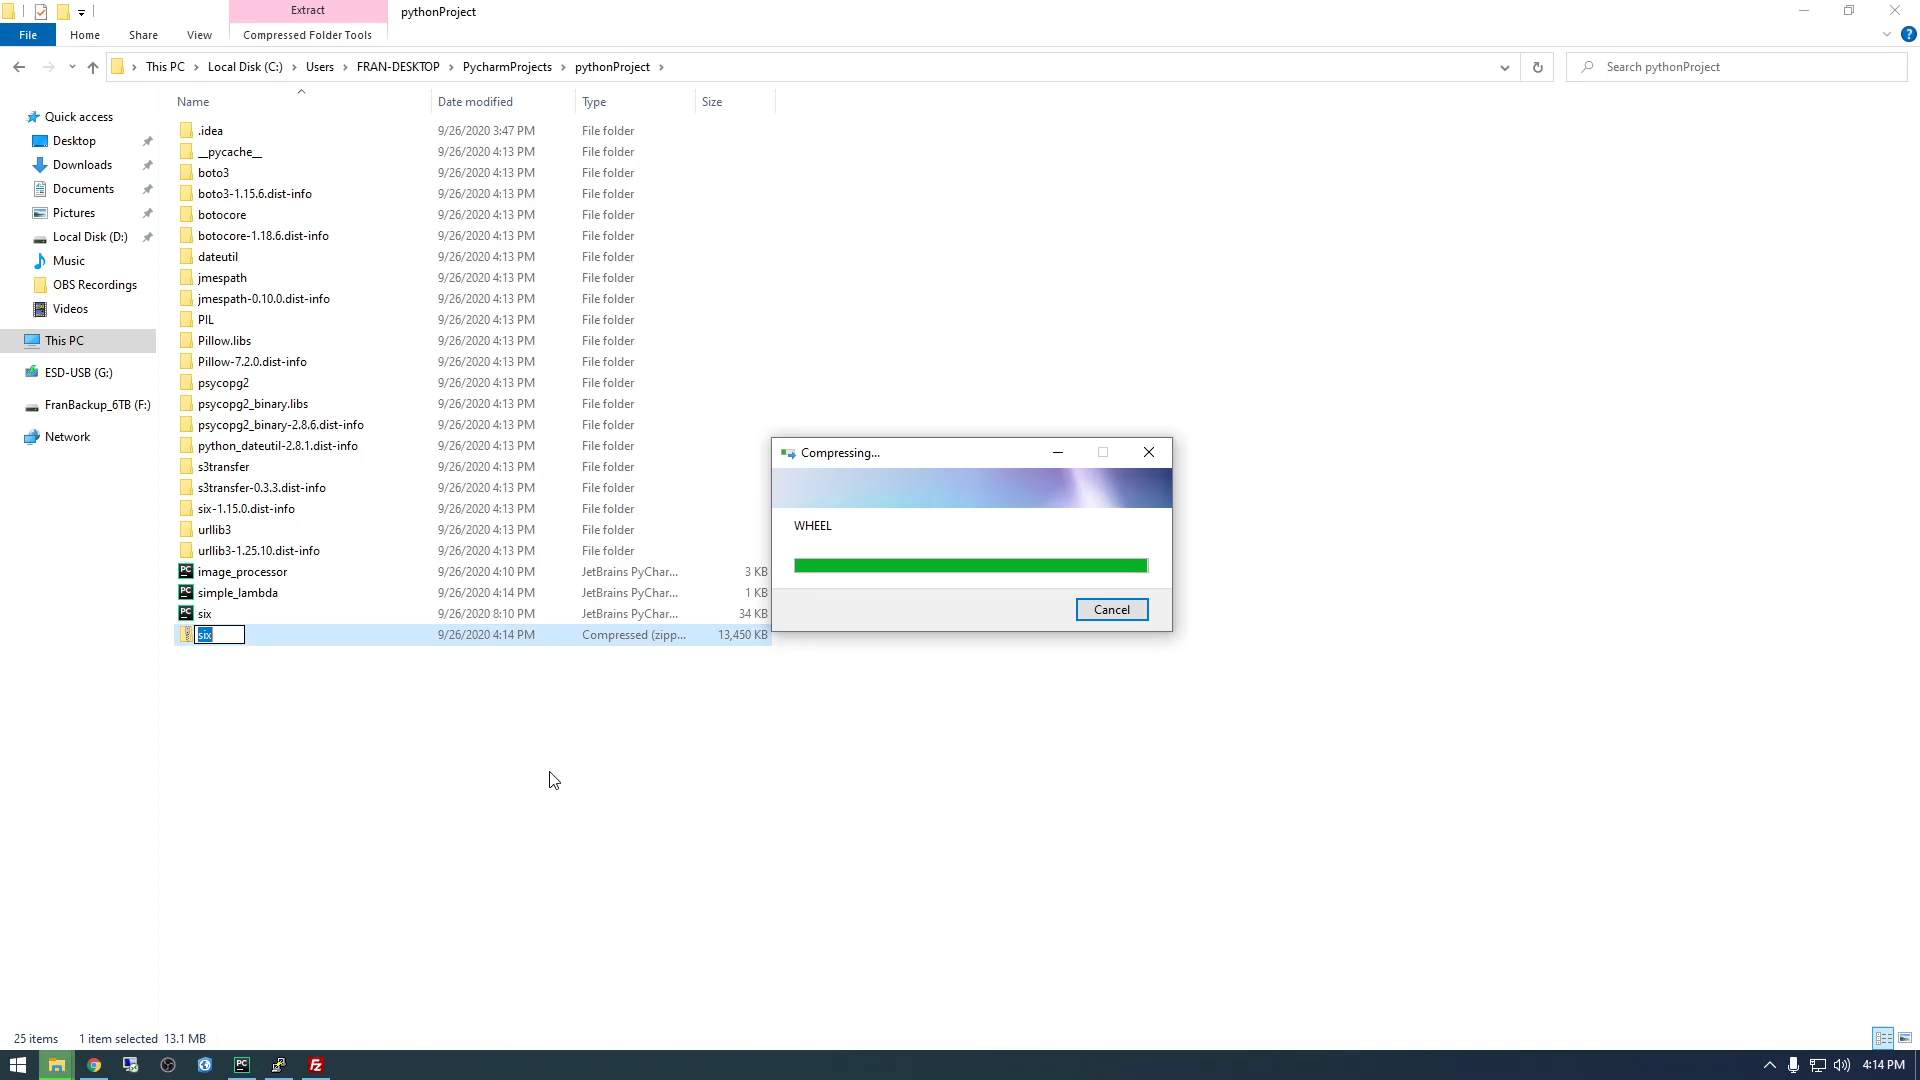 Extract
pythonProject
File
Home
Share
View
Compressed Folder Tools
This PC
Local Disk (C:)
Users
FRAN-DESKTOP
PycharmProjects
pythonProject
Search pythonProject
Name
Date modified
Type
Size
Quick access
Desktop
Downloads
Documents
Pictures
Local Disk (D:)
Music
OBS Recordings
Videos
This PC
ESD-USB (G:)
FranBackup_6TB (F:)
Network
.idea 9/26/2020 3:47 PM File folder
__pycache__ 9/26/2020 4:13 PM File folder
boto3 9/26/2020 4:13 PM File folder
boto3-1.15.6.dist-info 9/26/2020 4:13 PM File folder
botocore 9/26/2020 4:13 PM File folder
botocore-1.18.6.dist-info 9/26/2020 4:13 PM File folder
dateutil 9/26/2020 4:13 PM File folder
jmespath 9/26/2020 4:13 PM File folder
jmespath-0.10.0.dist-info 9/26/2020 4:13 PM File folder
PIL 9/26/2020 4:13 PM File folder
Pillow.libs 9/26/2020 4:13 PM File folder
Pillow-7.2.0.dist-info 9/26/2020 4:13 PM File folder
psycopg2 9/26/2020 4:13 PM File folder
psycopg2_binary.libs 9/26/2020 4:13 PM File folder
psycopg2_binary-2.8.6.dist-info 9/26/2020 4:13 PM File folder
python_dateutil-2.8.1.dist-info 9/26/2020 4:13 PM File folder
s3transfer 9/26/2020 4:13 PM File folder
s3transfer-0.3.3.dist-info 9/26/2020 4:13 PM File folder
six-1.15.0.dist-info 9/26/2020 4:13 PM File folder
urllib3 9/26/2020 4:13 PM File folder
urllib3-1.25.10.dist-info 9/26/2020 4:13 PM File folder
image_processor 9/26/2020 4:10 PM JetBrains PyChar... 3 KB
simple_lambda 9/26/2020 4:14 PM JetBrains PyChar... 1 KB
six 9/26/2020 8:10 PM JetBrains PyChar... 34 KB
six 9/26/2020 4:14 PM Compressed (zipp... 13,450 KB
Compressing...
WHEEL
Cancel
25 items
1 item selected 13.1 MB
4:14 PM